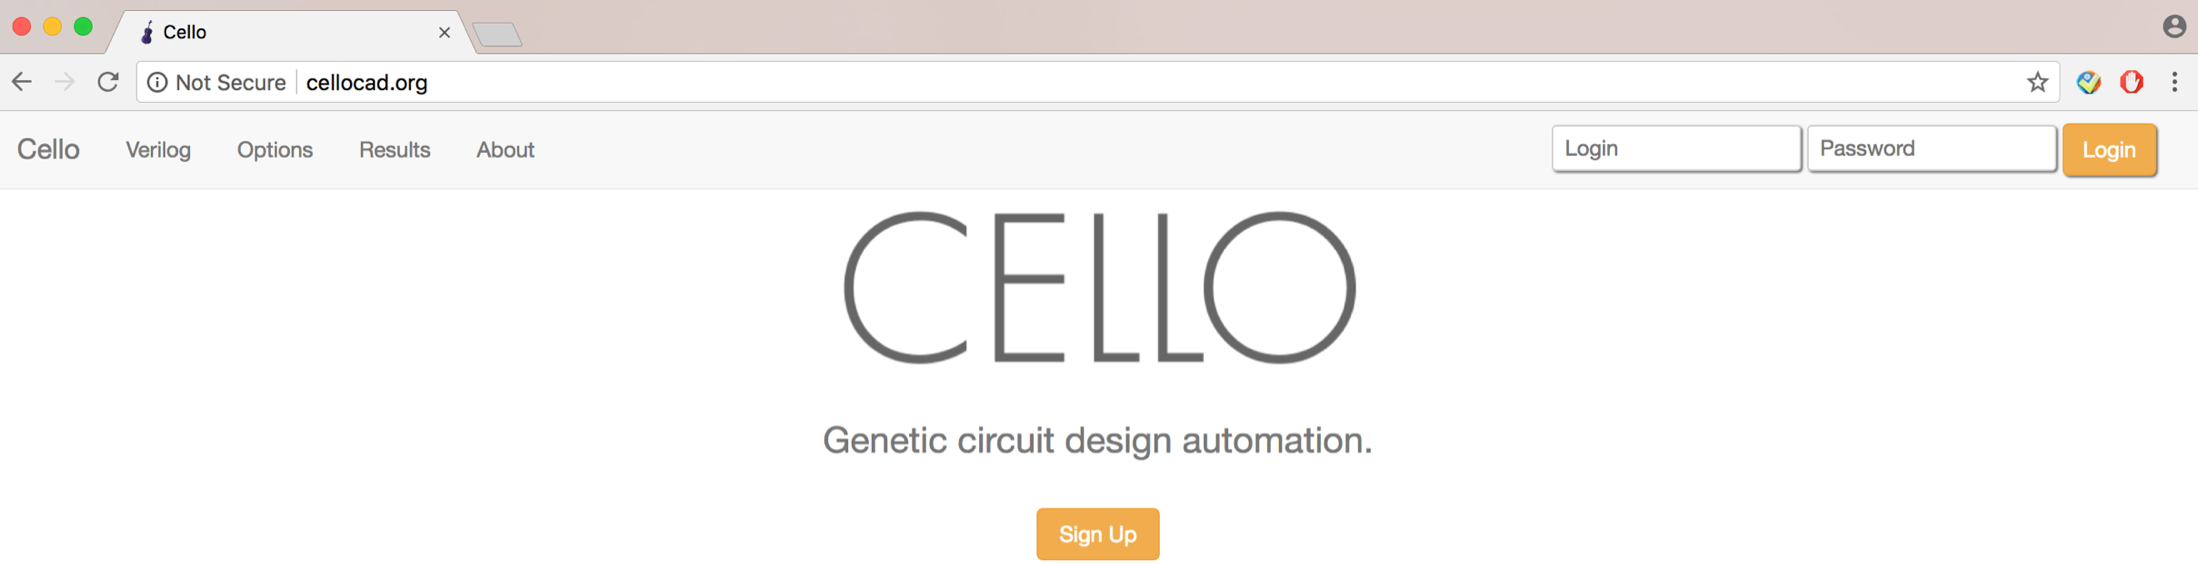 Cello
Not Secure cellocad.org
Cello Verilog Options Results About Login Password Login
CELLO
Genetic circuit design automation.
Sign Up